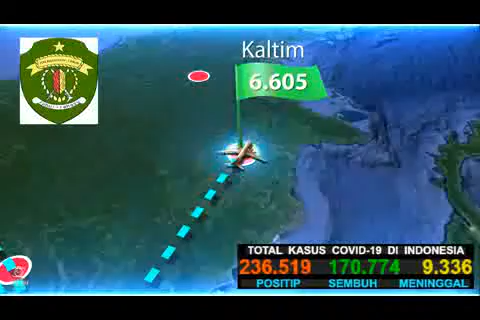 Kaltim
6.605
TOTAL KASUS COVID-19 DI INDONESIA
236.519 170.774 9.336
POSITIP SEMBUH MENINGGAL